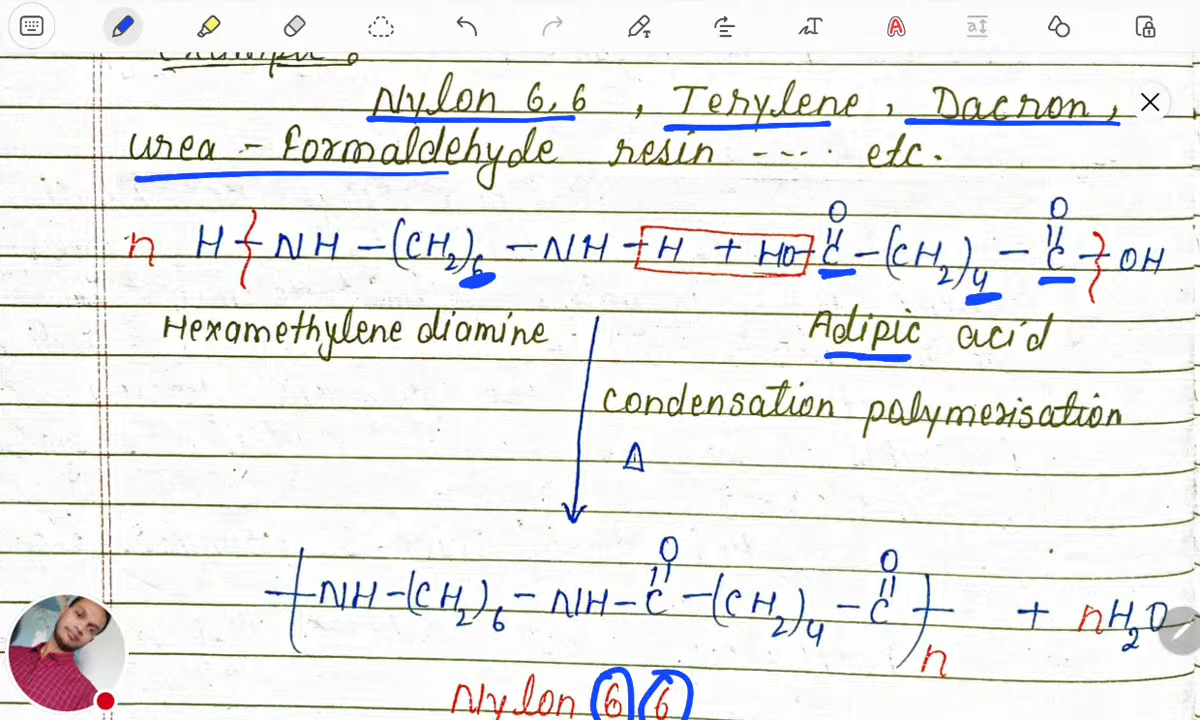 Nylon 6,6 , Terylene, Dacron,
urea - formaldehyde resin ---- etc.
n H-NH-(CH₂)₆-NH-H + HO-C(=O)-(CH₂)₄-C(=O)-OH
Hexamethylene diamine Adipic acid
condensation polymerisation
Δ
-(NH-(CH₂)₆-NH-C(=O)-(CH₂)₄-C(=O))-n + nH₂O
Nylon 6 6